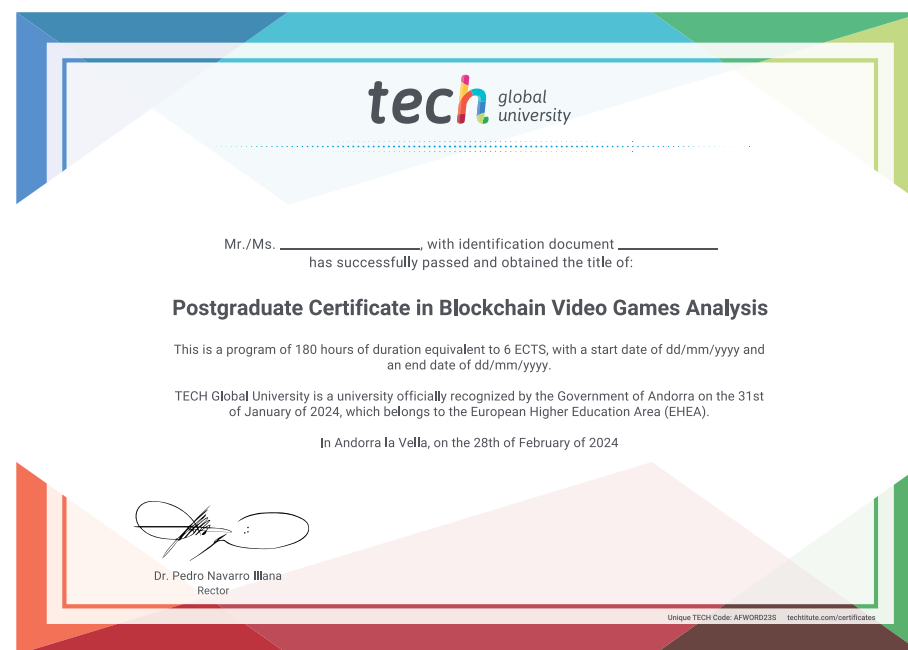 tech global university
Mr./Ms. ____________, with identification document ____________
has successfully passed and obtained the title of:
Postgraduate Certificate in Blockchain Video Games Analysis
This is a program of 180 hours of duration equivalent to 6 ECTS, with a start date of dd/mm/yyyy and
an end date of dd/mm/yyyy.
TECH Global University is a university officially recognized by the Government of Andorra on the 31st
of January of 2024, which belongs to the European Higher Education Area (EHEA).
In Andorra la Vella, on the 28th of February of 2024
Dr. Pedro Navarro Illana
Rector
Unique TECH Code: AFWORD23S techtitute.com/certificates